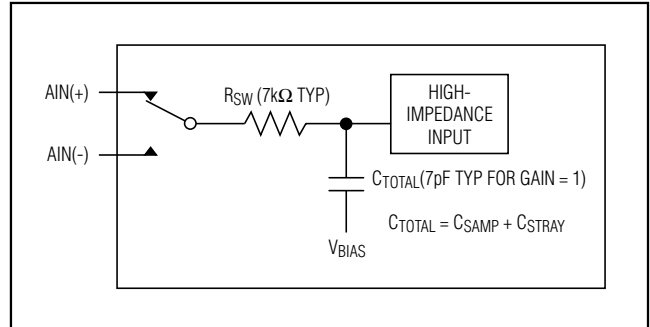 AIN(+)
AIN(-)
RSW (7kΩ TYP)
HIGH-
IMPEDANCE
INPUT
CTOTAL(7pF TYP FOR GAIN = 1)
CTOTAL = CSAMP + CSTRAY
VBIAS